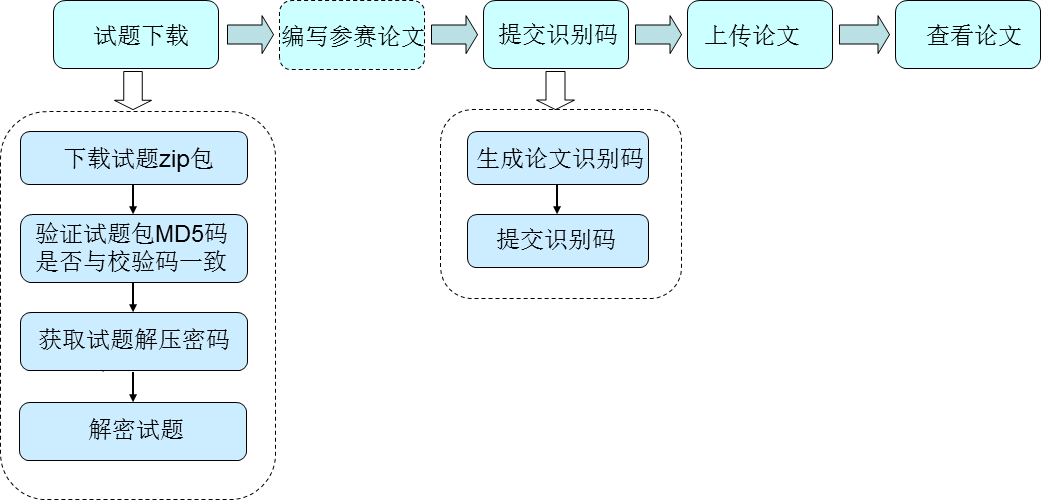 试题下载
编写参赛论文
提交识别码
上传论文
查看论文
下载试题zip包
验证试题包MD5码
是否与校验码一致
获取试题解压密码
解密试题
生成论文识别码
提交识别码